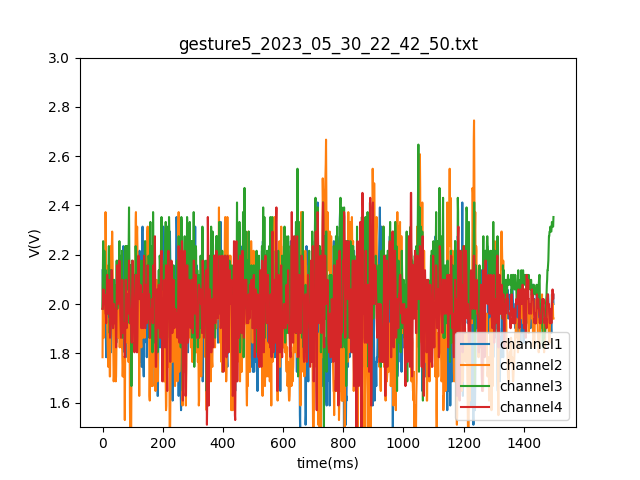 gesture5_2023_05_30_22_42_50.txt
3.0
2.8
2.6
2.4
2.2
2.0
1.8
1.6
V(V)
0 200 400 600 800 1000 1200 1400
time(ms)
channel1
channel2
channel3
channel4